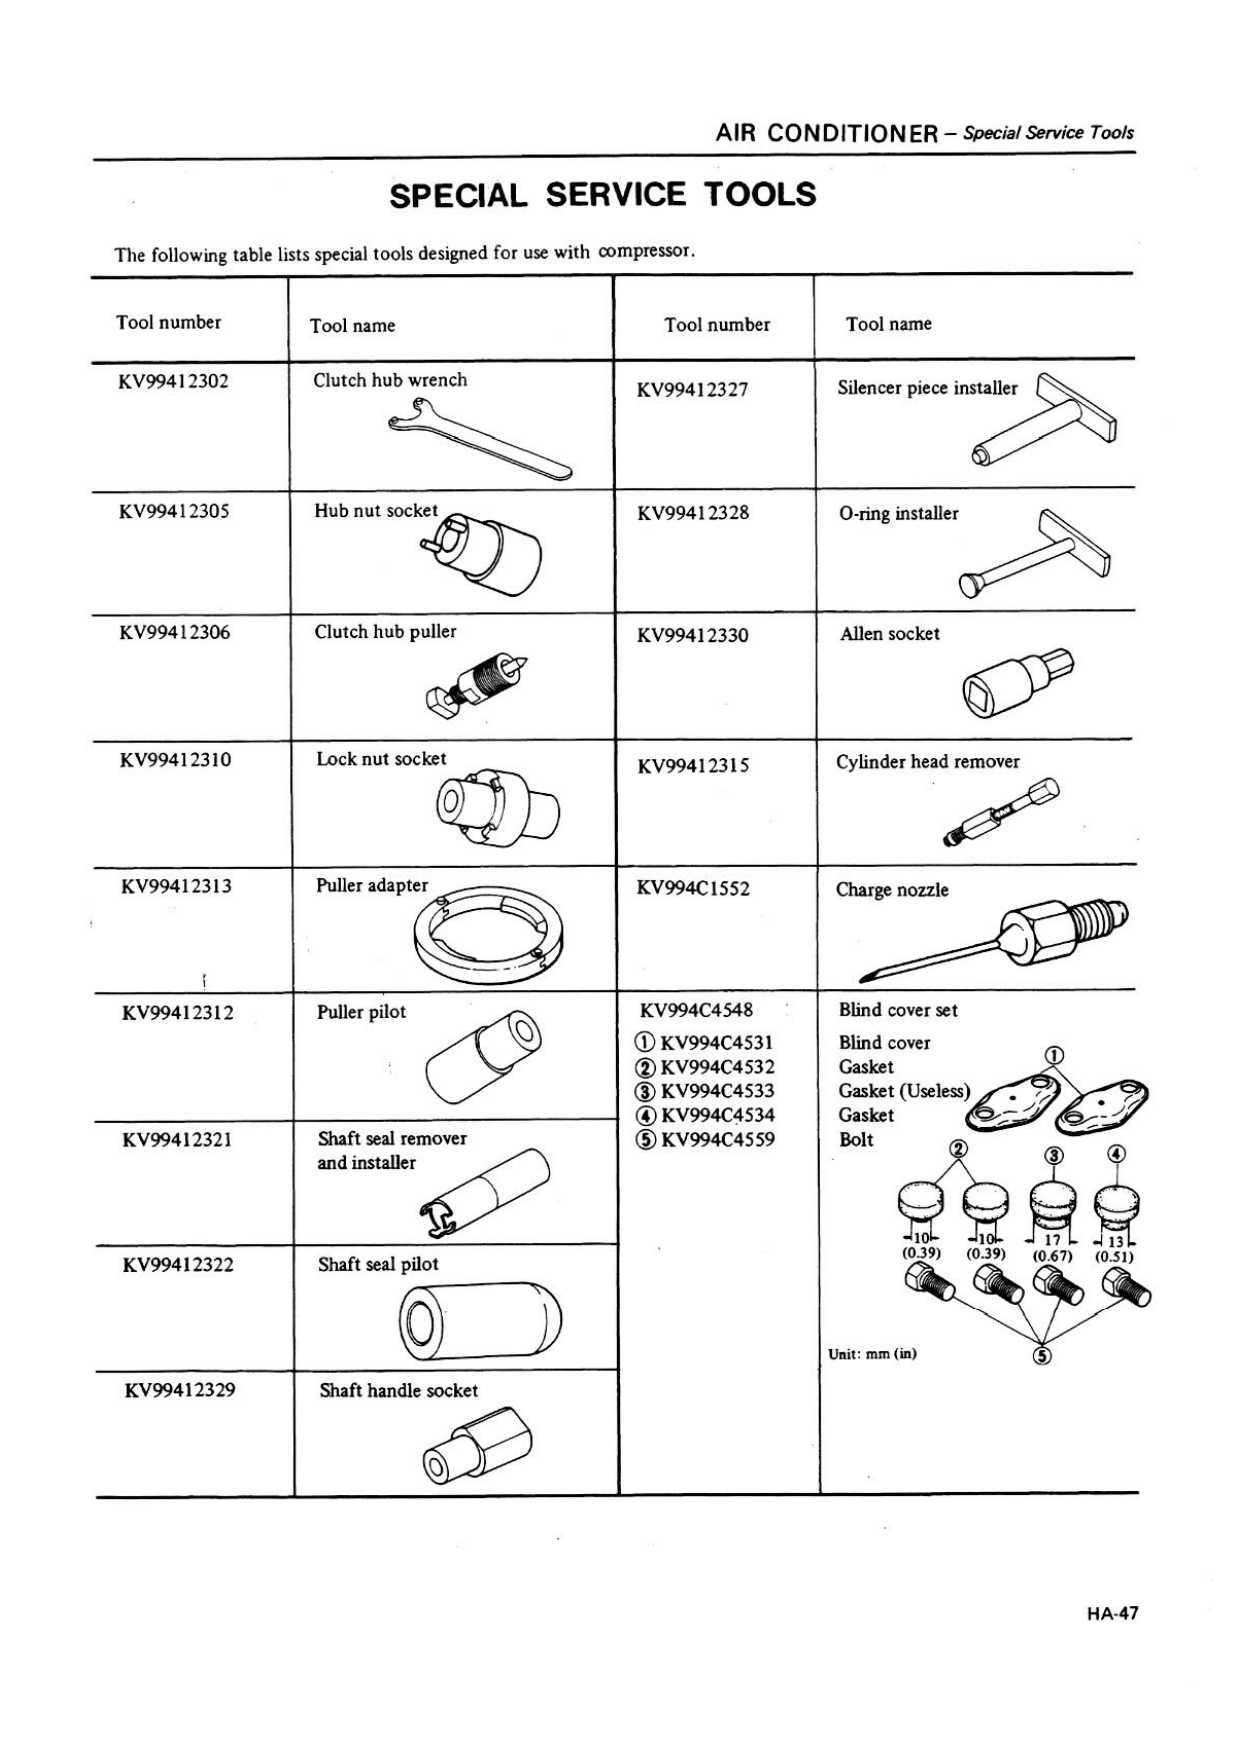 AIR CONDITIONER – Special Service Tools
SPECIAL SERVICE TOOLS
The following table lists special tools designed for use with compressor.
Tool number
Tool name
Tool number
Tool name
KV99412302
Clutch hub wrench
KV99412327
Silencer piece installer
KV99412305
Hub nut socket
KV99412328
O-ring installer
KV99412306
Clutch hub puller
KV99412330
Allen socket
KV99412310
Lock nut socket
KV99412315
Cylinder head remover
KV99412313
Puller adapter
KV994C1552
Charge nozzle
KV99412312
Puller pilot
KV99412321
Shaft seal remover
and installer
KV99412322
Shaft seal pilot
KV99412329
Shaft handle socket
KV994C4548
Blind cover set
① KV994C4531
Blind cover
② KV994C4532
Gasket
③ KV994C4533
Gasket (Useless)
④ KV994C4534
Gasket
⑤ KV994C4559
Bolt
①
② ③ ④
10 10 17 13
(0.39) (0.39) (0.67) (0.51)
Unit: mm (in)
⑤
HA-47